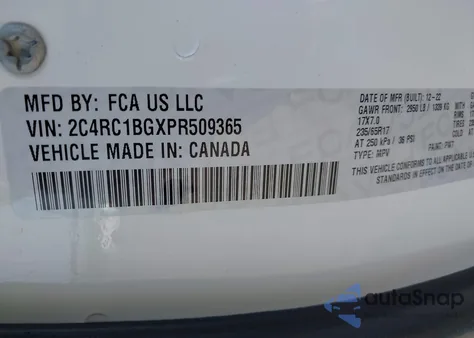 MFD BY: FCA US LLC
VIN: 2C4RC1BGXPR509365
VEHICLE MADE IN: CANADA
DATE OF MFR (BUILT): 12-22
GAWR FRONT: 2950 LB / 1339 KG
17X7.0
235/65R17
AT 250 kPa / 36 PSI
TYPE: MPV
PAINT: PW7
THIS VEHICLE CONFORMS TO ALL APPLICABLE
STANDARDS IN EFFECT ON THE DATE OF
autoSnap